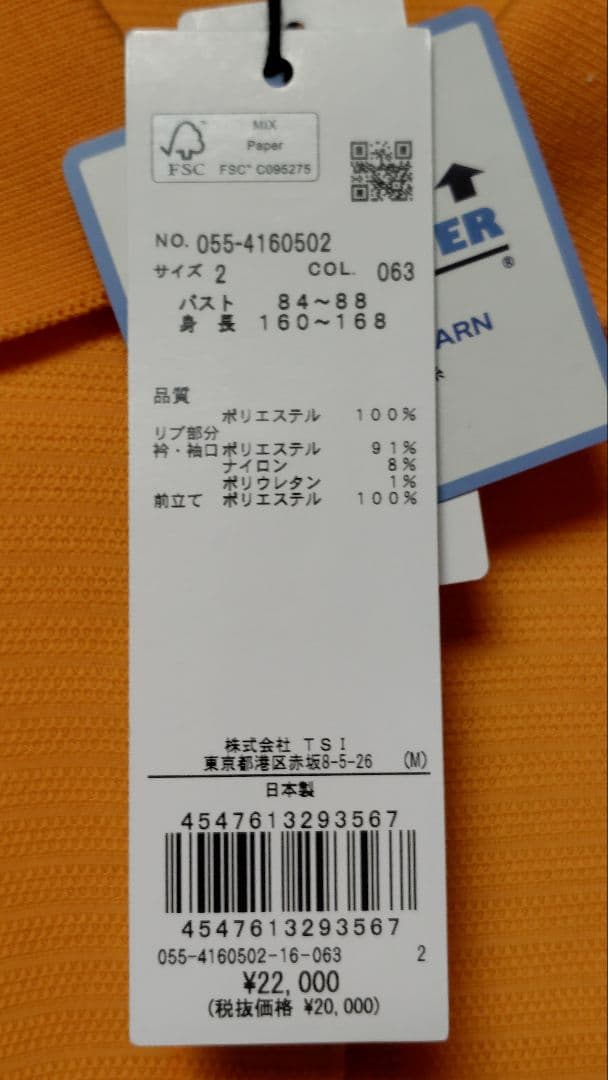 MIX
Paper
FSC™
FSC® C095275
NO. 055-4160502
サイズ 2 COL. 063
バスト 84～88
身長 160～168
品質
ポリエステル 100%
リブ部分
衿・袖口 ポリエステル 91%
ナイロン 8%
ポリウレタン 1%
前立て ポリエステル 100%
株式会社 TSI
東京都港区赤坂8-5-26 (M)
日本製
4547613293567
4547613293567
055-4160502-16-063 2
¥22,000
(税抜価格 ¥20,000)
ER
®
ARN
糸